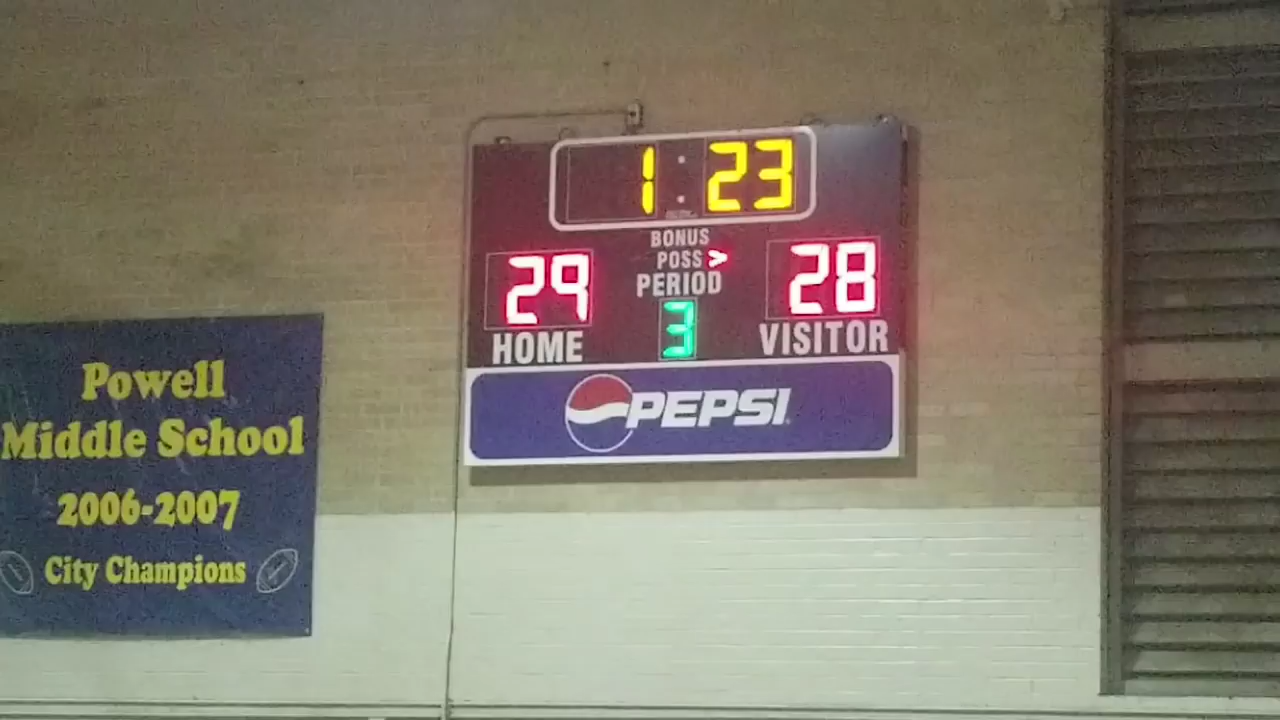 1:23
BONUS
POSS >
PERIOD
29 3 28
HOME VISITOR
PEPSI
Powell
Middle School
2006-2007
City Champions